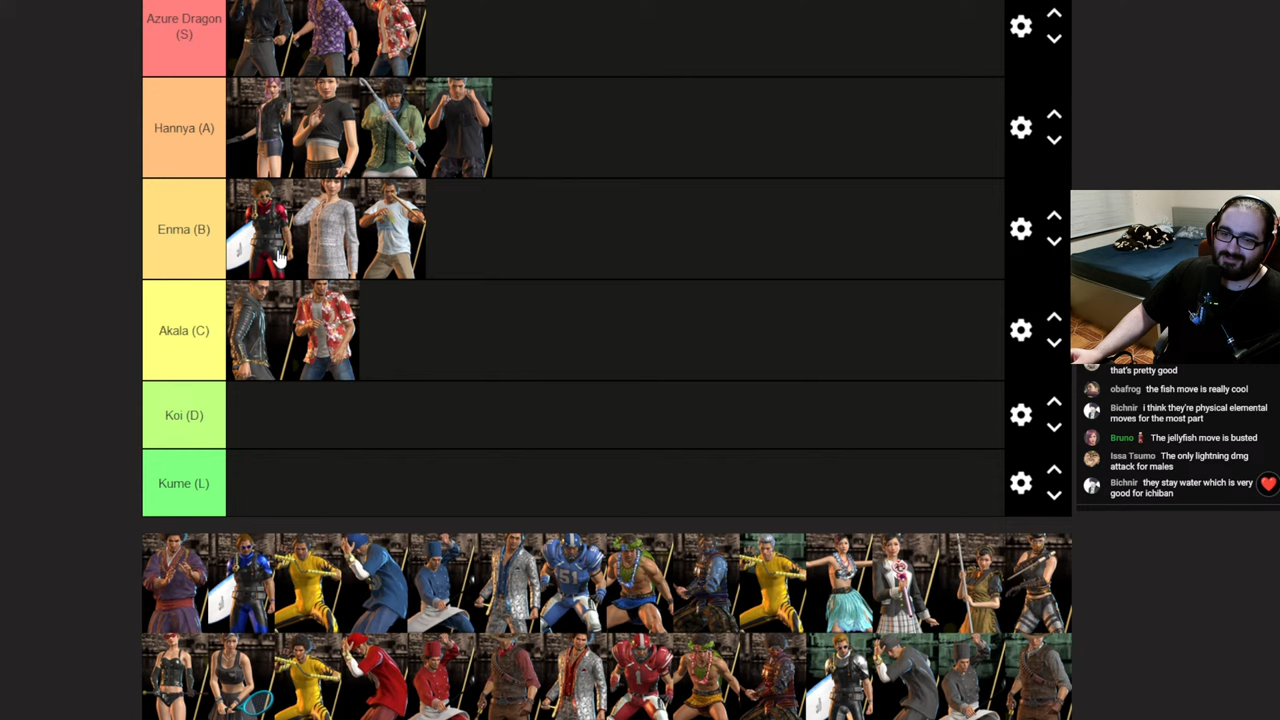 Azure Dragon
(S)
Hannya (A)
Enma (B)
Akala (C)
Koi (D)
Kume (L)
that's pretty good
obafrog the fish move is really cool
Bichnir i think they're physical elemental
moves for the most part
Bruno The jellyfish move is busted
Issa Tsumo The only lightning dmg
attack for males
Bichnir they stay water which is very
good for ichiban
51
1